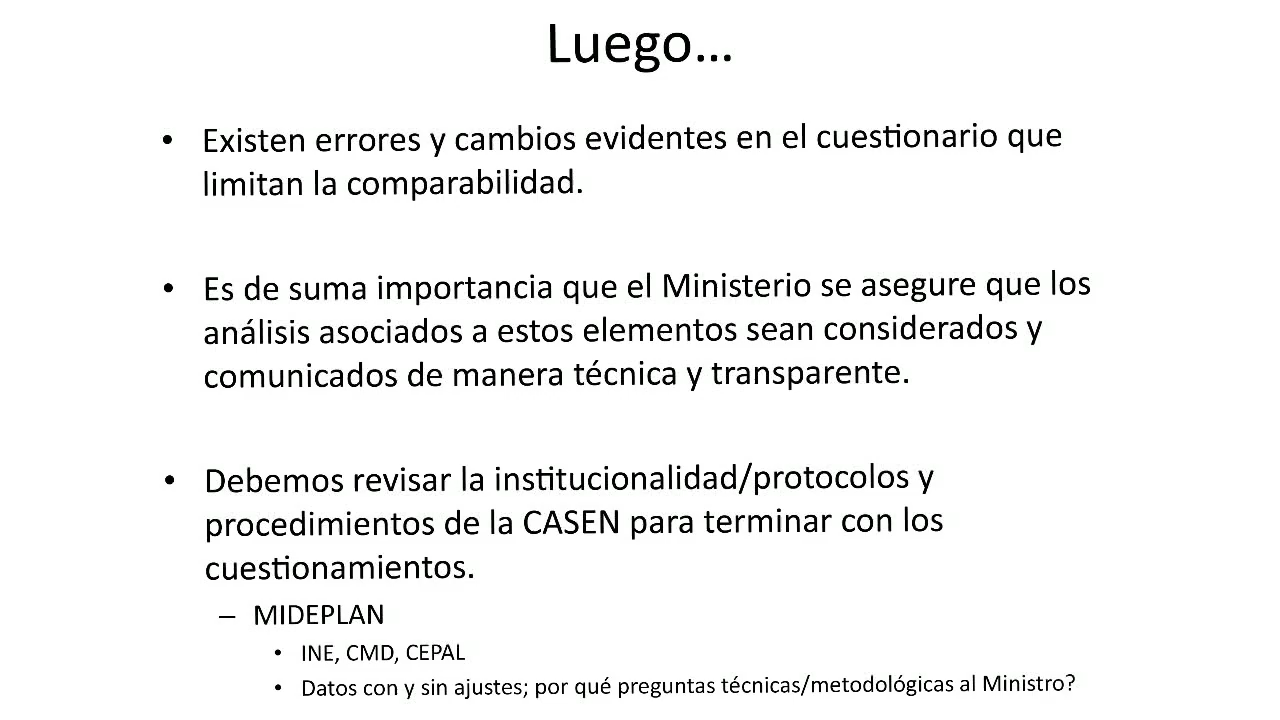 Luego...
• Existen errores y cambios evidentes en el cuestionario que
limitan la comparabilidad.
• Es de suma importancia que el Ministerio se asegure que los
análisis asociados a estos elementos sean considerados y
comunicados de manera técnica y transparente.
• Debemos revisar la institucionalidad/protocolos y
procedimientos de la CASEN para terminar con los
cuestionamientos.
– MIDEPLAN
• INE, CMD, CEPAL
• Datos con y sin ajustes; por qué preguntas técnicas/metodológicas al Ministro?